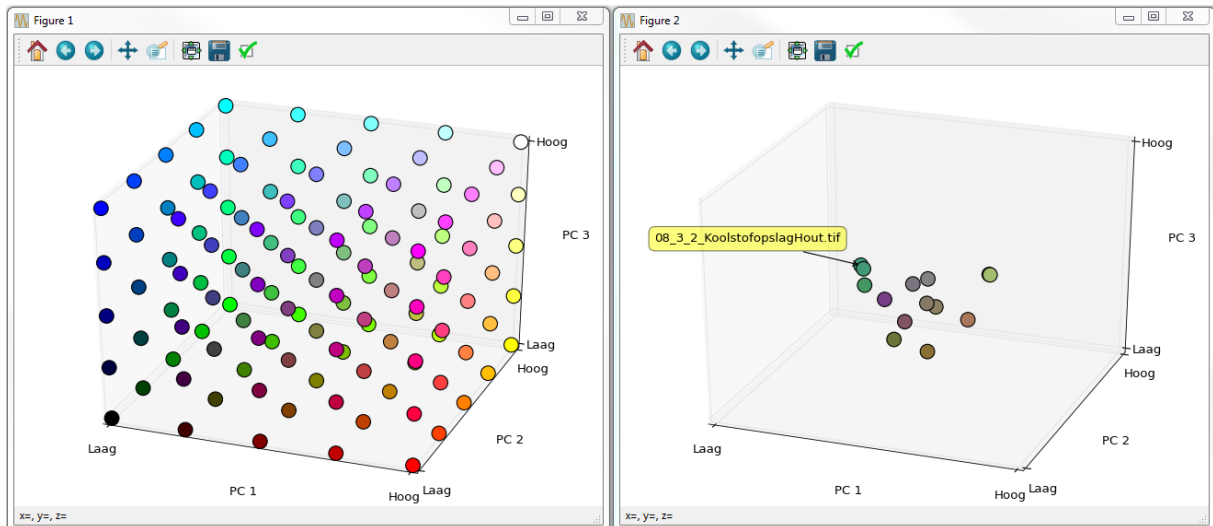 Figure 1
Hoog
PC 3
Laag
Hoog
PC 2
Laag
PC 1
Hoog
Laag
x=, y=, z=
Figure 2
Hoog
08_3_2_KoolstofopslagHout.tif
PC 3
Laag
Hoog
PC 2
Laag
PC 1
Hoog
Laag
x=, y=, z=